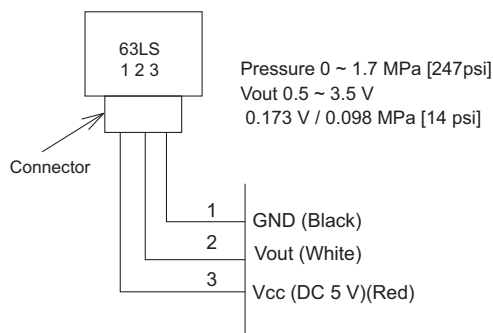 63LS
1 2 3
Pressure 0 ~ 1.7 MPa [247psi]
Vout 0.5 ~ 3.5 V
0.173 V / 0.098 MPa [14 psi]
Connector
1
GND (Black)
2
Vout (White)
3
Vcc (DC 5 V)(Red)